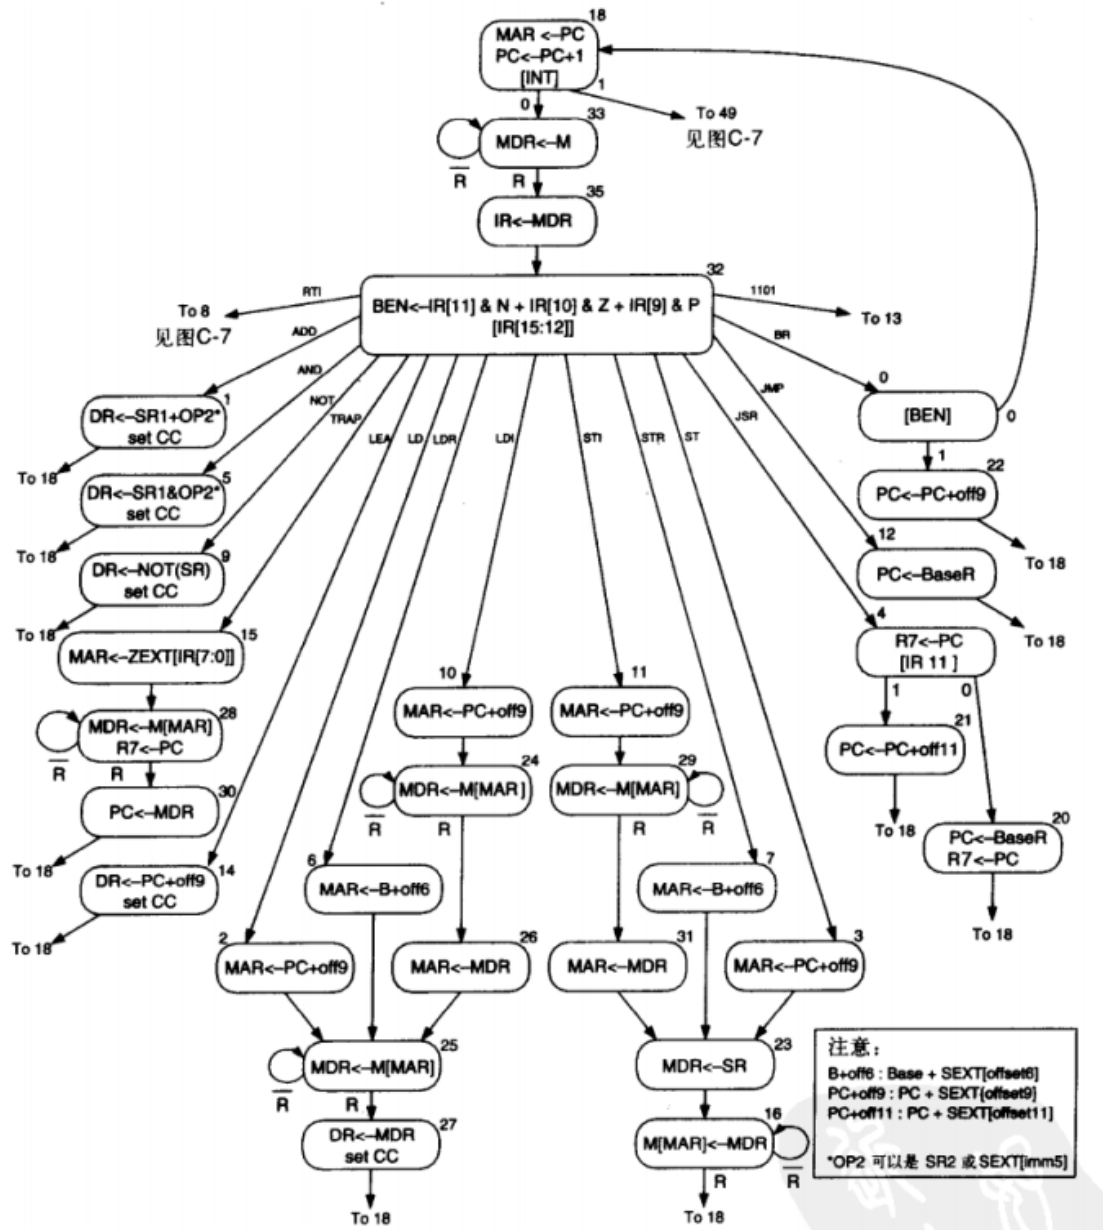 18
MAR <–PC
PC<–PC+1
[INT]
0
1
To 49
见图C-7
33
MDR<–M
R
R
35
IR<–MDR
32
BEN<–IR[11] & N + IR[10] & Z + IR[9] & P
[IR[15:12]]
RTI
To 8
见图C-7
1101
To 13
ADD
AND
NOT
TRAP
LEA
LD
LDR
LDI
STI
STR
ST
JSR
JMP
BR
1
DR<–SR1+OP2*
set CC
To 18
5
DR<–SR1&OP2*
set CC
To 18
9
DR<–NOT(SR)
set CC
To 18
15
MAR<–ZEXT[IR[7:0]]
28
MDR<–M[MAR]
R7<–PC
R
R
30
PC<–MDR
To 18
14
DR<–PC+off9
set CC
To 18
0
[BEN]
0
1
22
PC<–PC+off9
To 18
12
PC<–BaseR
To 18
4
R7<–PC
[IR 11 ]
1
0
21
PC<–PC+off11
To 18
20
PC<–BaseR
R7<–PC
To 18
10
MAR<–PC+off9
24
MDR<–M[MAR]
R
R
11
MAR<–PC+off9
29
MDR<–M[MAR]
R
R
6
MAR<–B+off6
7
MAR<–B+off6
2
MAR<–PC+off9
26
MAR<–MDR
31
MAR<–MDR
3
MAR<–PC+off9
25
MDR<–M[MAR]
R
R
27
DR<–MDR
set CC
To 18
23
MDR<–SR
16
M[MAR]<–MDR
R
R
To 18
注意：
B+off6 : Base + SEXT[offset6]
PC+off9 : PC + SEXT[offset9]
PC+off11 : PC + SEXT[offset11]
*OP2 可以是 SR2 或SEXT[imm5]